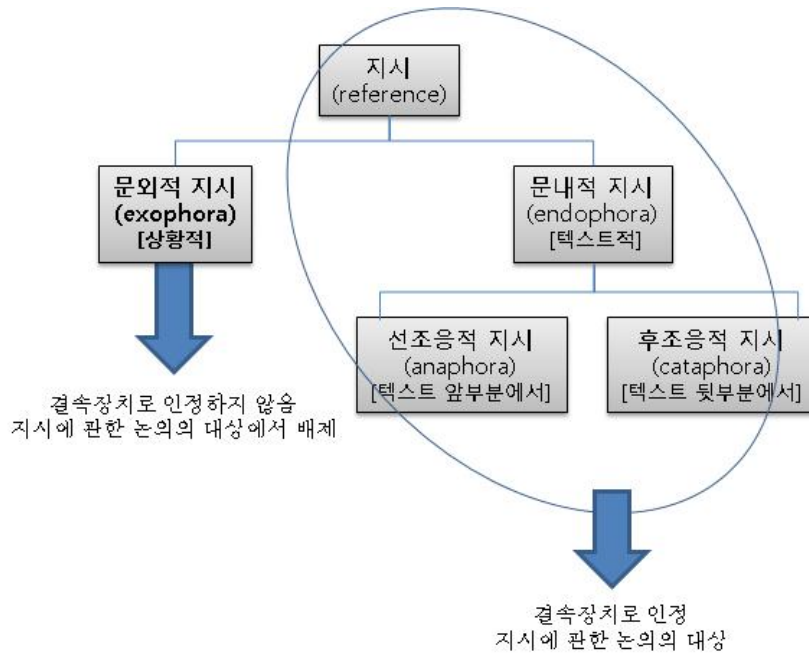 지시
(reference)
문외적 지시
(exophora)
[상황적]
문내적 지시
(endophora)
[텍스트적]
선조응적 지시
(anaphora)
[텍스트 앞부분에서]
후조응적 지시
(cataphora)
[텍스트 뒷부분에서]
결속장치로 인정하지 않음
지시에 관한 논의의 대상에서 배제
결속장치로 인정
지시에 관한 논의의 대상